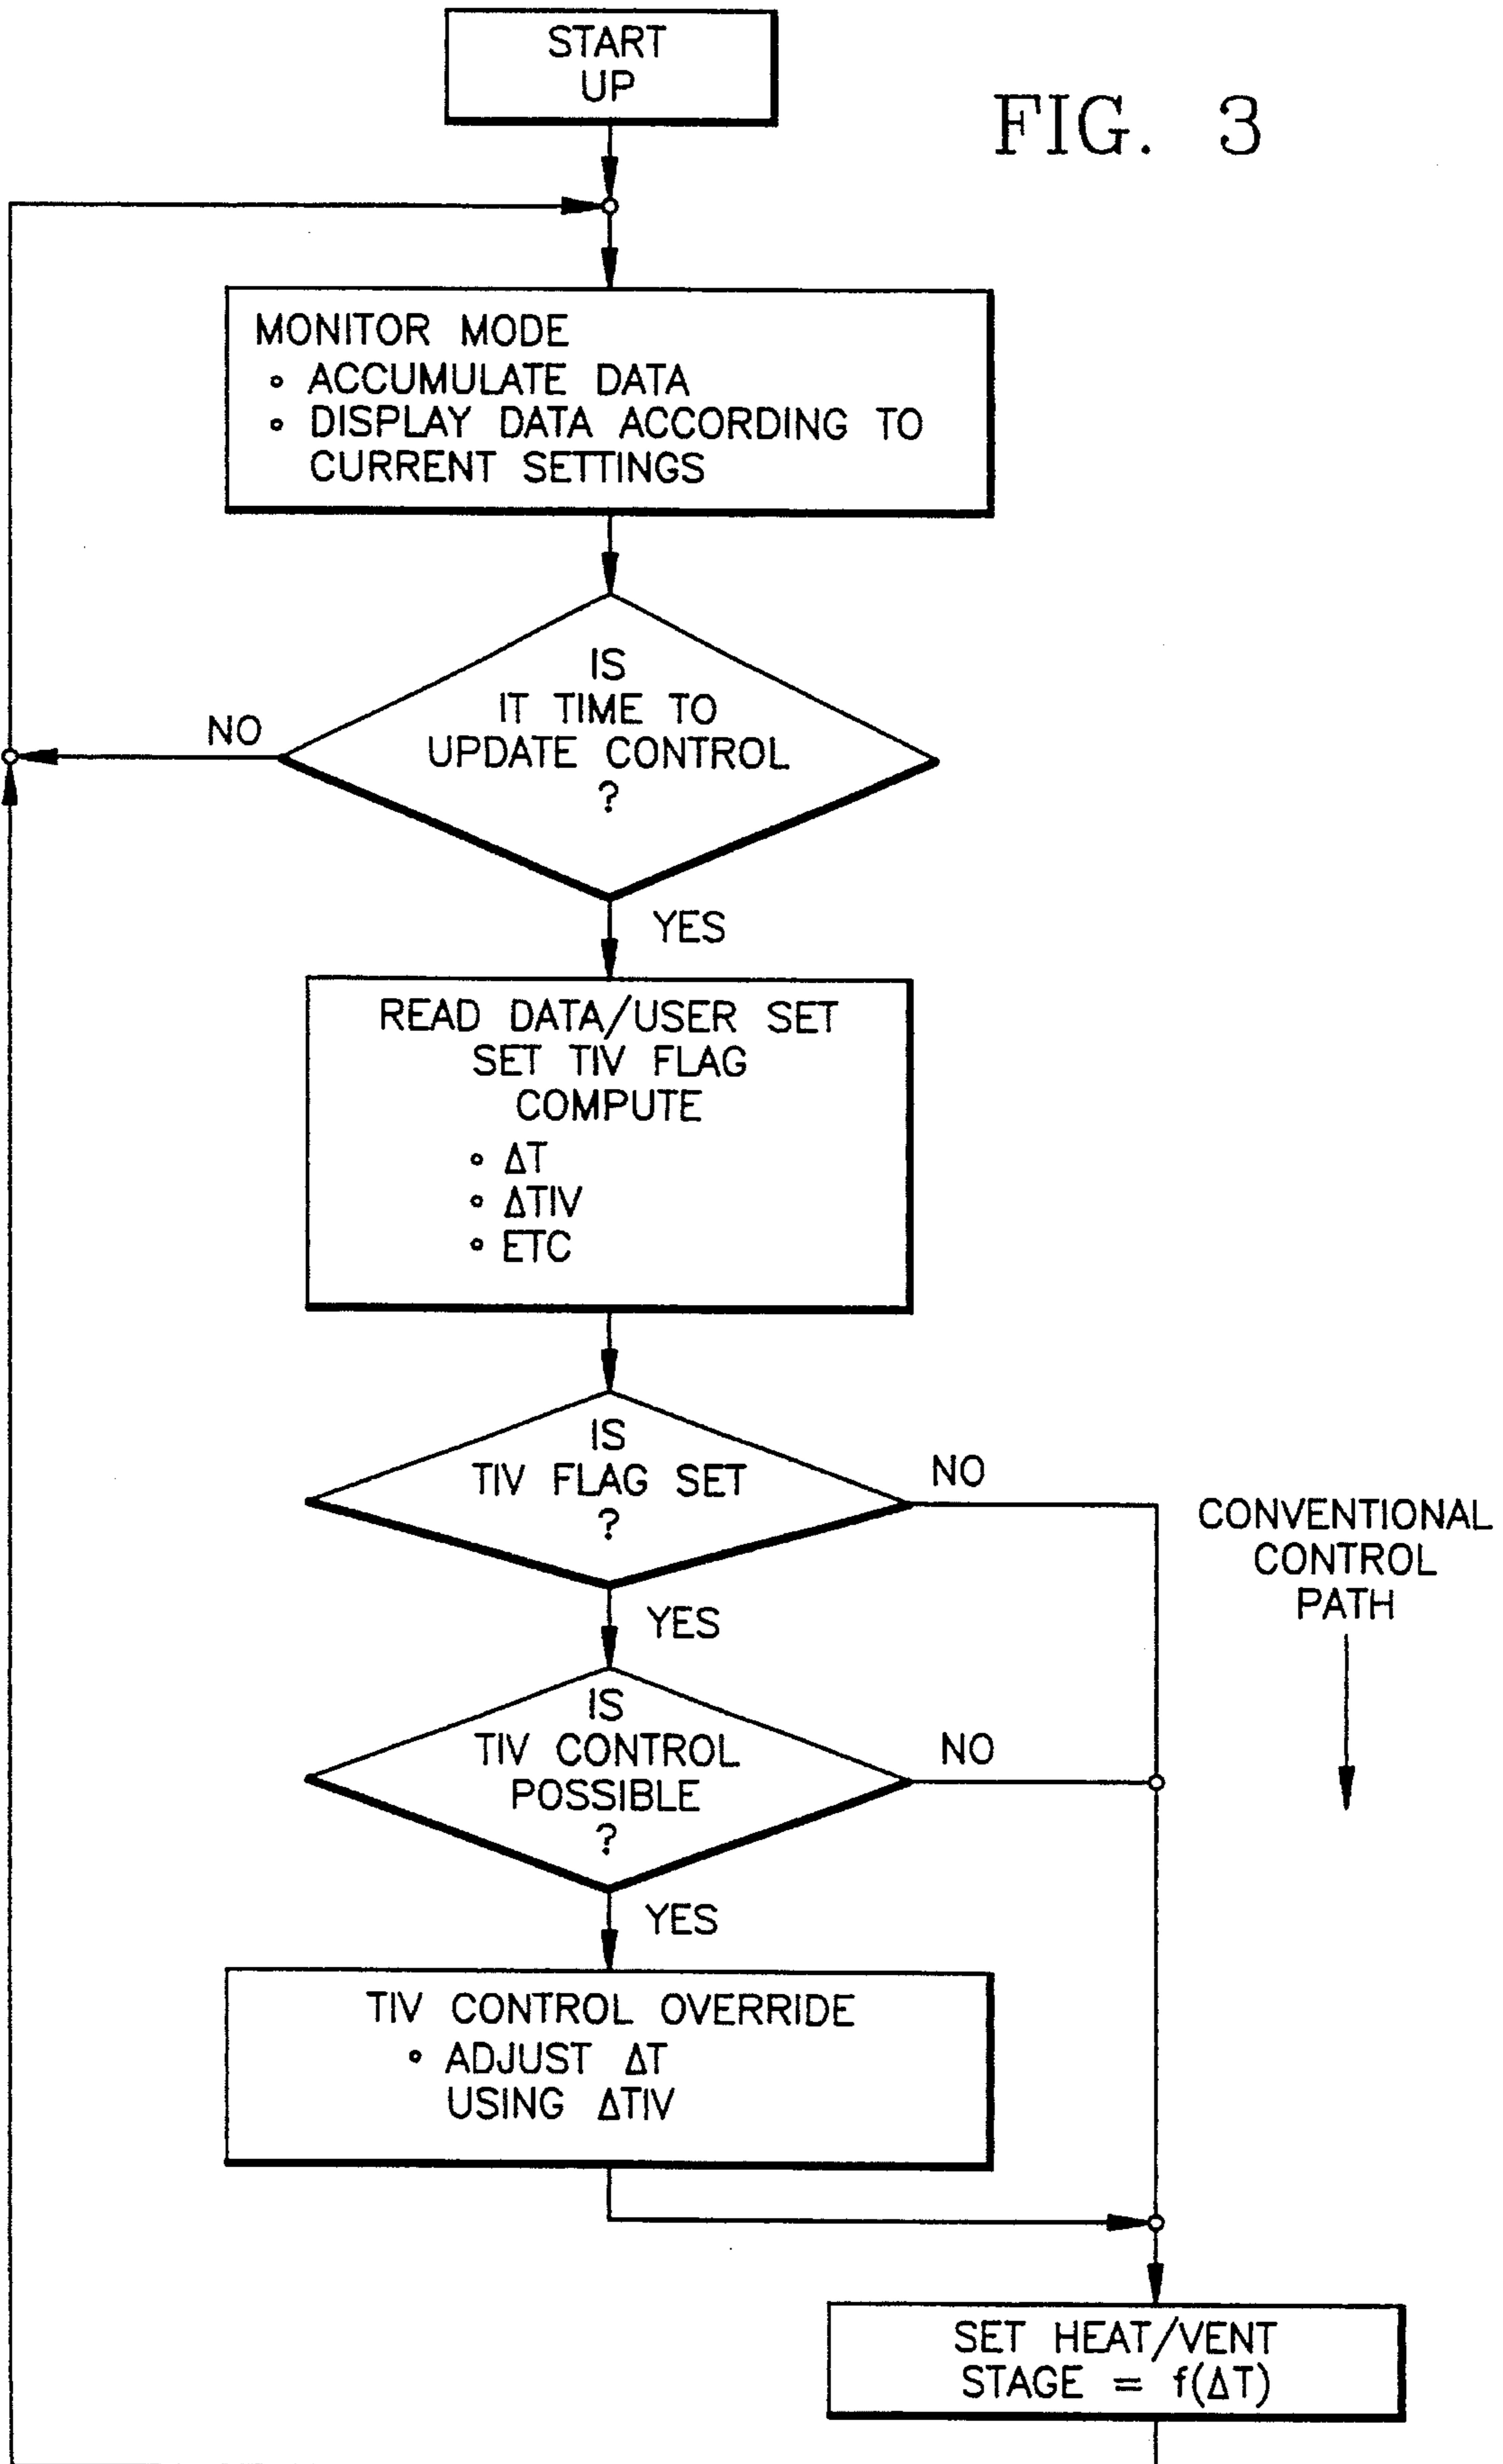 START
UP
FIG. 3
MONITOR MODE
∘ ACCUMULATE DATA
∘ DISPLAY DATA ACCORDING TO
CURRENT SETTINGS
IS
IT TIME TO
UPDATE CONTROL
?
NO
YES
READ DATA/USER SET
SET TIV FLAG
COMPUTE
∘ ΔT
∘ ΔTIV
∘ ETC
IS
TIV FLAG SET
?
NO
YES
CONVENTIONAL
CONTROL
PATH
IS
TIV CONTROL
POSSIBLE
?
NO
YES
TIV CONTROL OVERRIDE
∘ ADJUST ΔT
USING ΔTIV
SET HEAT/VENT
STAGE = f(ΔT)